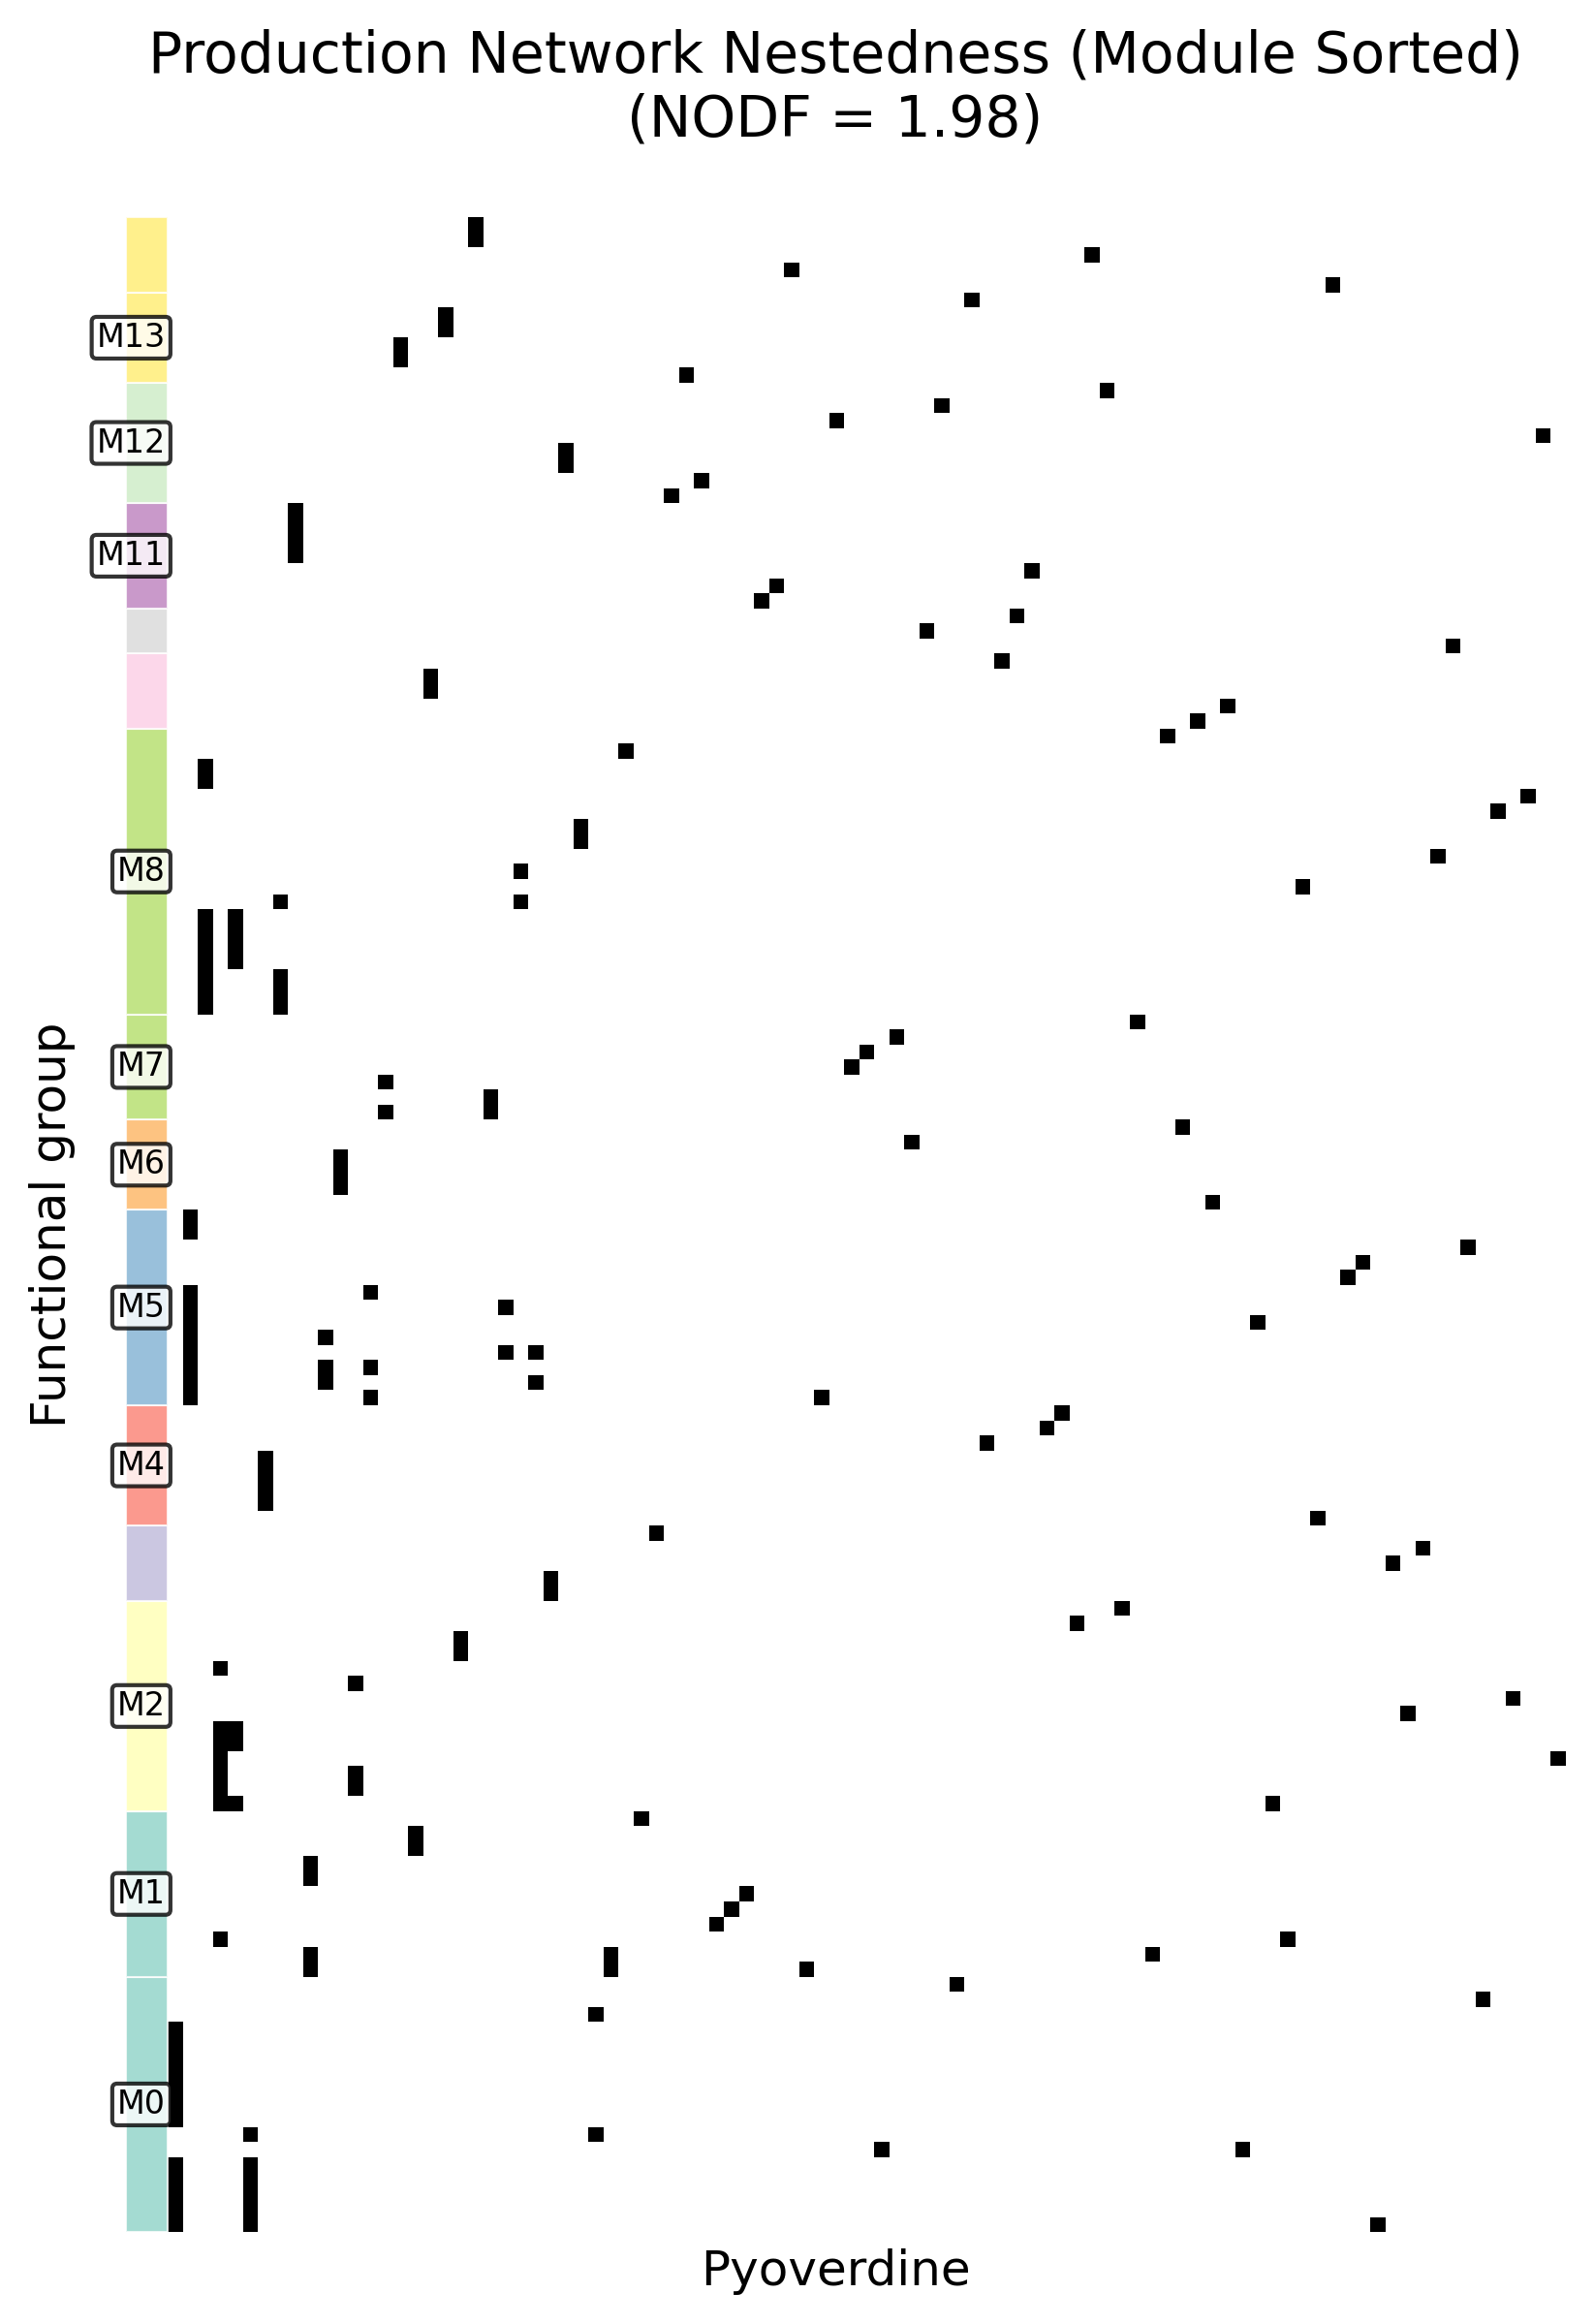 Production Network Nestedness (Module Sorted)
(NODF = 1.98)
M13
M12
M11
M8
M7
M6
M5
M4
M2
M1
M0
Functional group
Pyoverdine